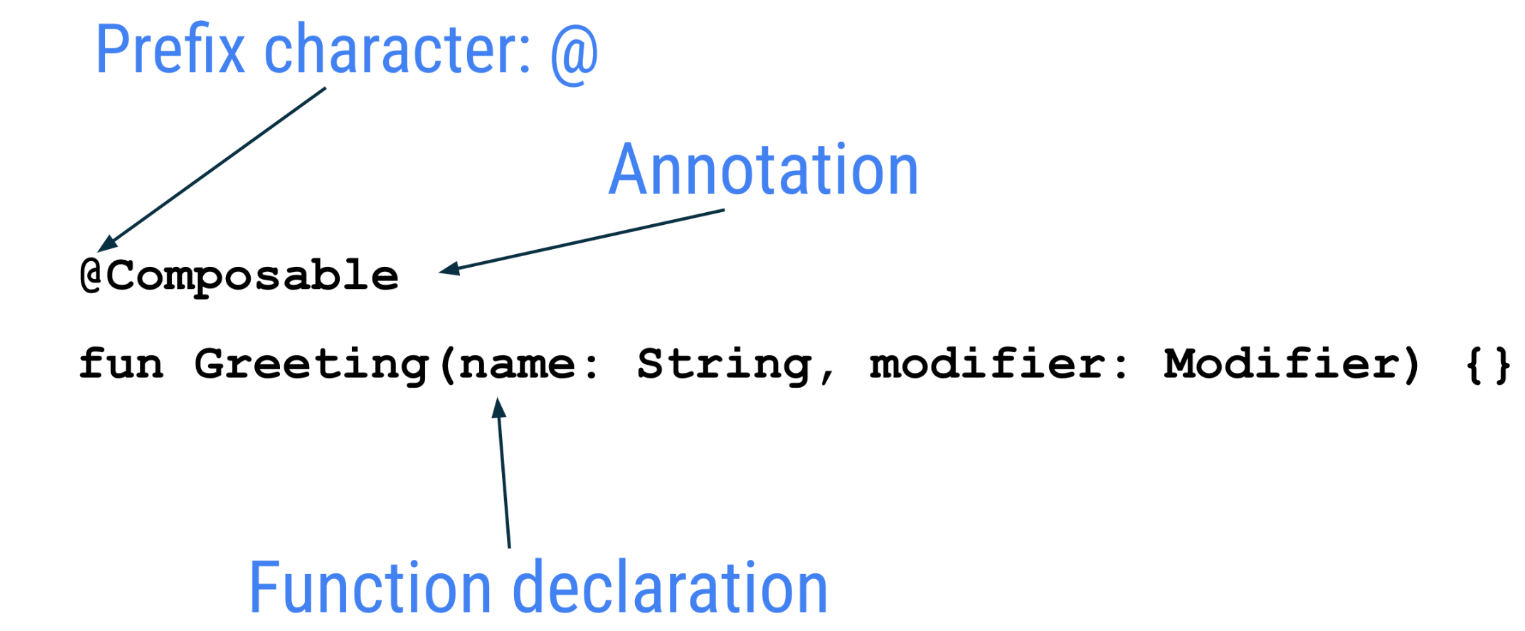 Prefix character: @
Annotation
@Composable
fun Greeting(name: String, modifier: Modifier) {}
Function declaration